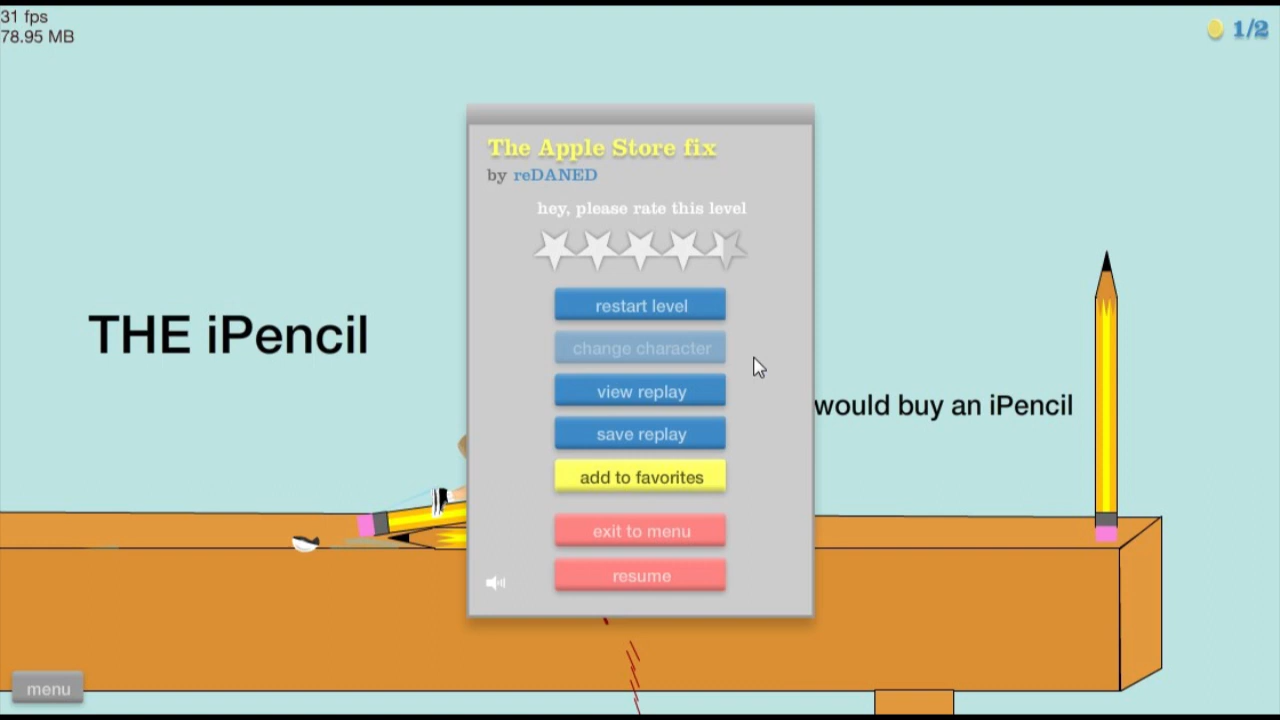 31 fps
78.95 MB
1/2
The Apple Store fix
by reDANED
hey, please rate this level
restart level
change character
THE iPencil
view replay
would buy an iPencil
save replay
add to favorites
exit to menu
resume
menu